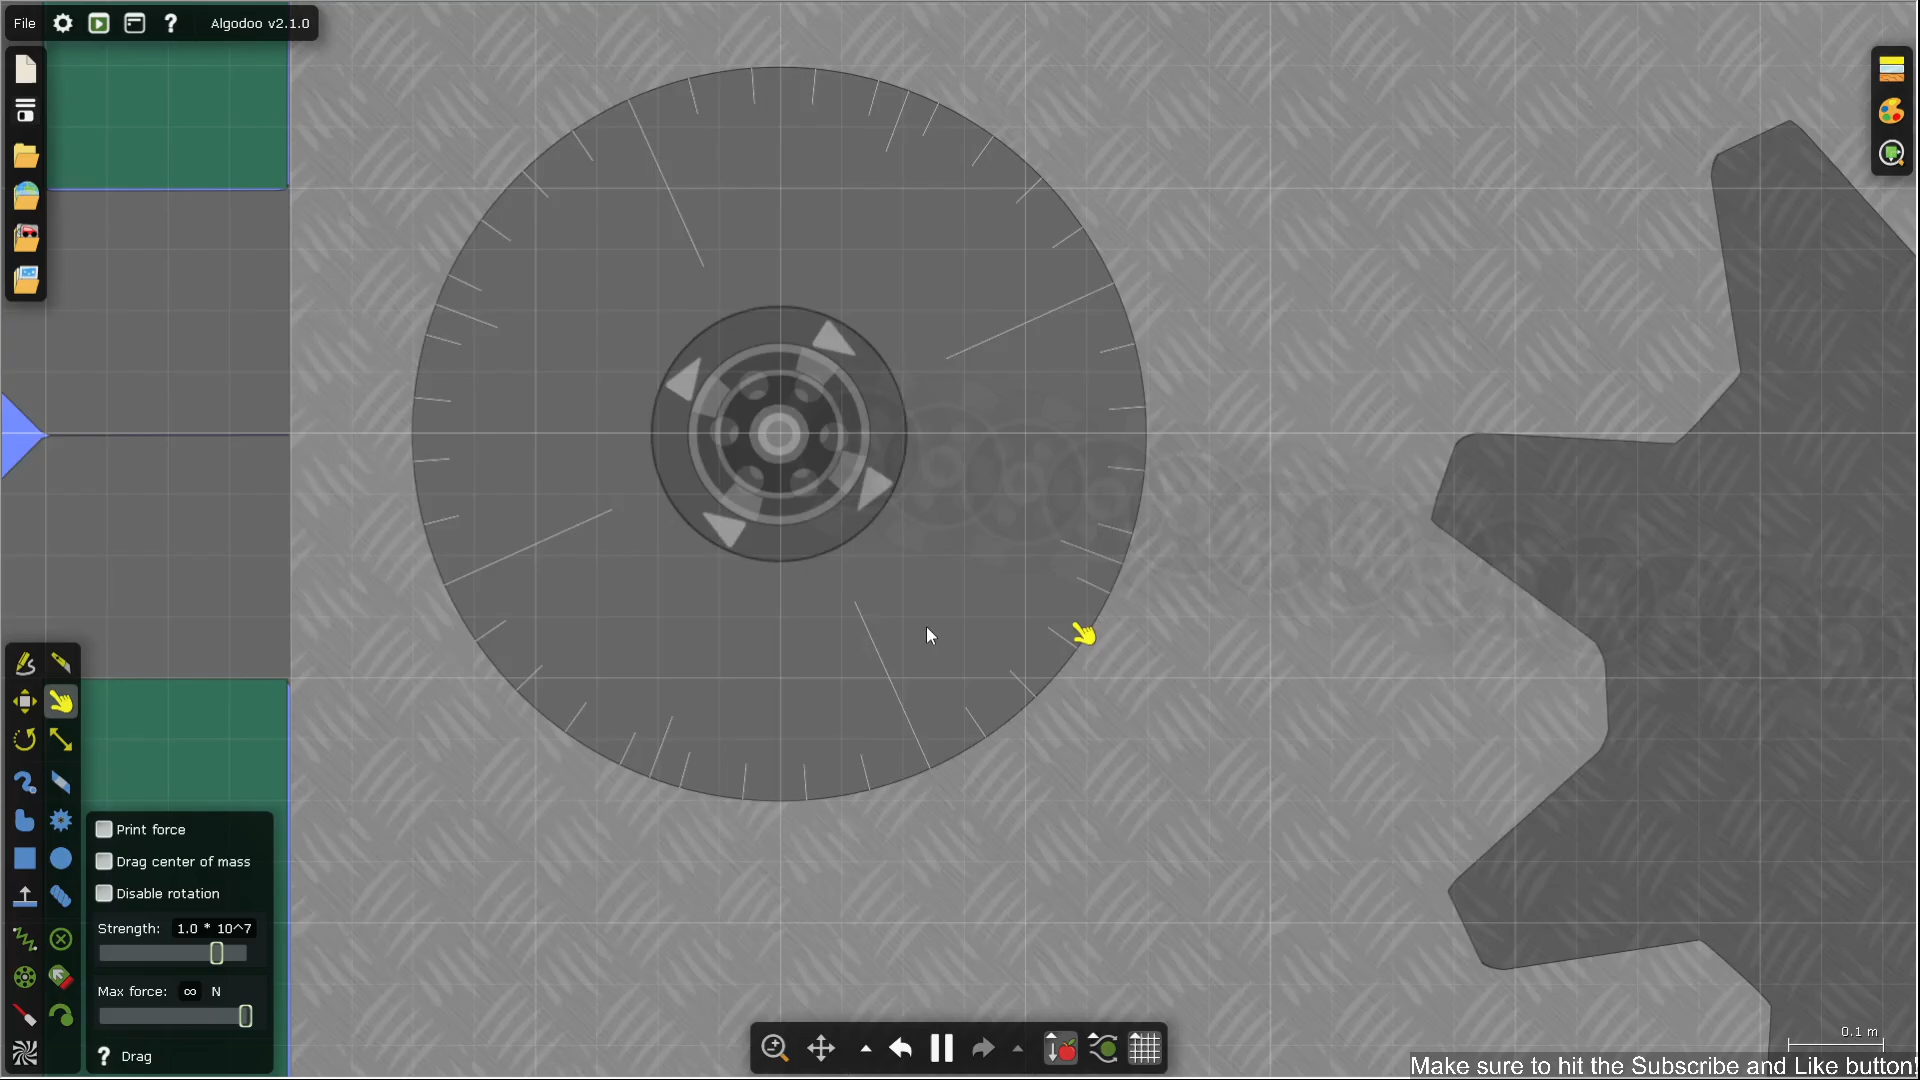 File
?
Algodoo v2.1.0
Print force
Drag center of mass
Disable rotation
Strength: 1.0 * 10^7
Max force: ∞ N
? Drag
0.1 m
Make sure to hit the Subscribe and Like button!